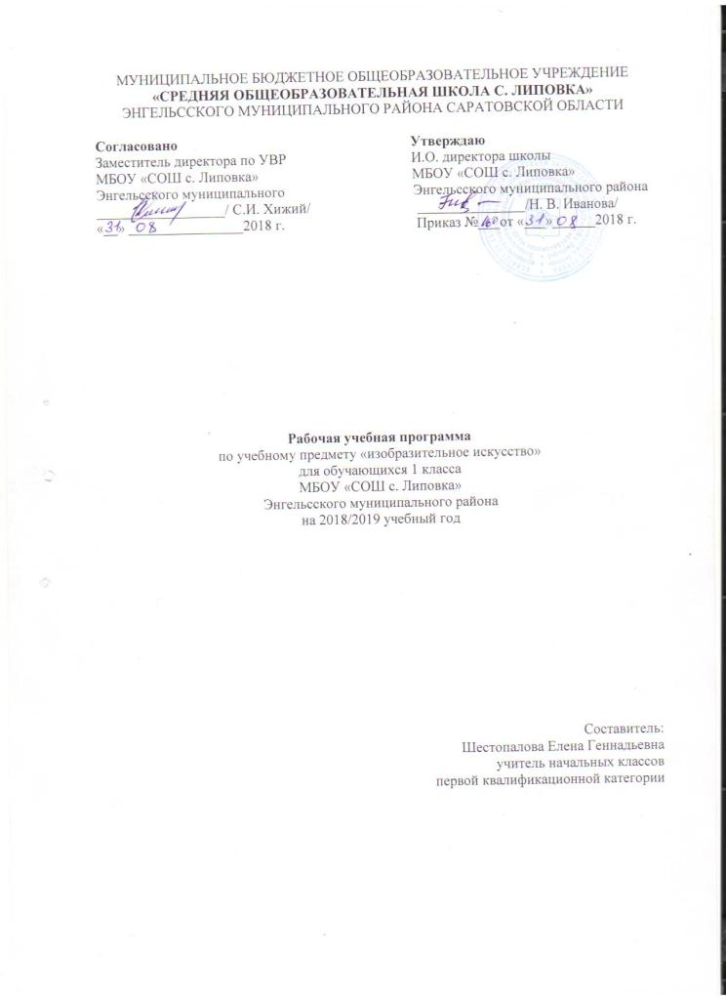 МУНИЦИПАЛЬНОЕ БЮДЖЕТНОЕ ОБЩЕОБРАЗОВАТЕЛЬНОЕ УЧРЕЖДЕНИЕ
«СРЕДНЯЯ ОБЩЕОБРАЗОВАТЕЛЬНАЯ ШКОЛА С. ЛИПОВКА»
ЭНГЕЛЬССКОГО МУНИЦИПАЛЬНОГО РАЙОНА САРАТОВСКОЙ ОБЛАСТИ
Согласовано
Заместитель директора по УВР
МБОУ «СОШ с. Липовка»
Энгельсского муниципального
/ С.И. Хижий/
«31» 08 2018 г.
Утверждаю
И.О. директора школы
МБОУ «СОШ с. Липовка»
Энгельсского муниципального района
/Н. В. Иванова/
Приказ № 160 от «31» 08 2018 г.
Рабочая учебная программа
по учебному предмету «изобразительное искусство»
для обучающихся 1 класса
МБОУ «СОШ с. Липовка»
Энгельсского муниципального района
на 2018/2019 учебный год
Составитель:
Шестопалова Елена Геннадьевна
учитель начальных классов
первой квалификационной категории